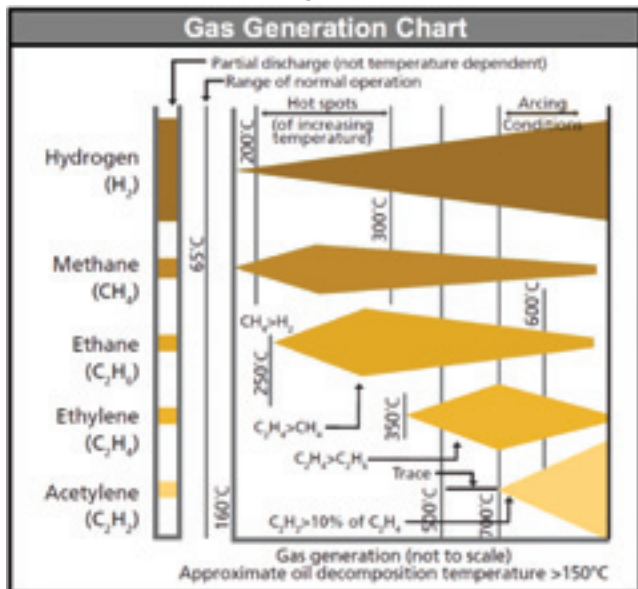 Gas Generation Chart
Partial discharge (not temperature dependent)
Range of normal operation
Hot spots
(of increasing
temperature)
Arcing
Conditions
200°C
Hydrogen
(H₂)
300°C
65°C
Methane
(CH₄)
600°C
CH₄>H₂
Ethane
(C₂H₆)
250°C
350°C
Ethylene
(C₂H₄)
C₂H₆>CH₄
C₂H₄>C₂H₆
Trace
Acetylene
(C₂H₂)
160°C
500°C
700°C
C₂H₂>10% of C₂H₄
Gas generation (not to scale)
Approximate oil decomposition temperature >150°C